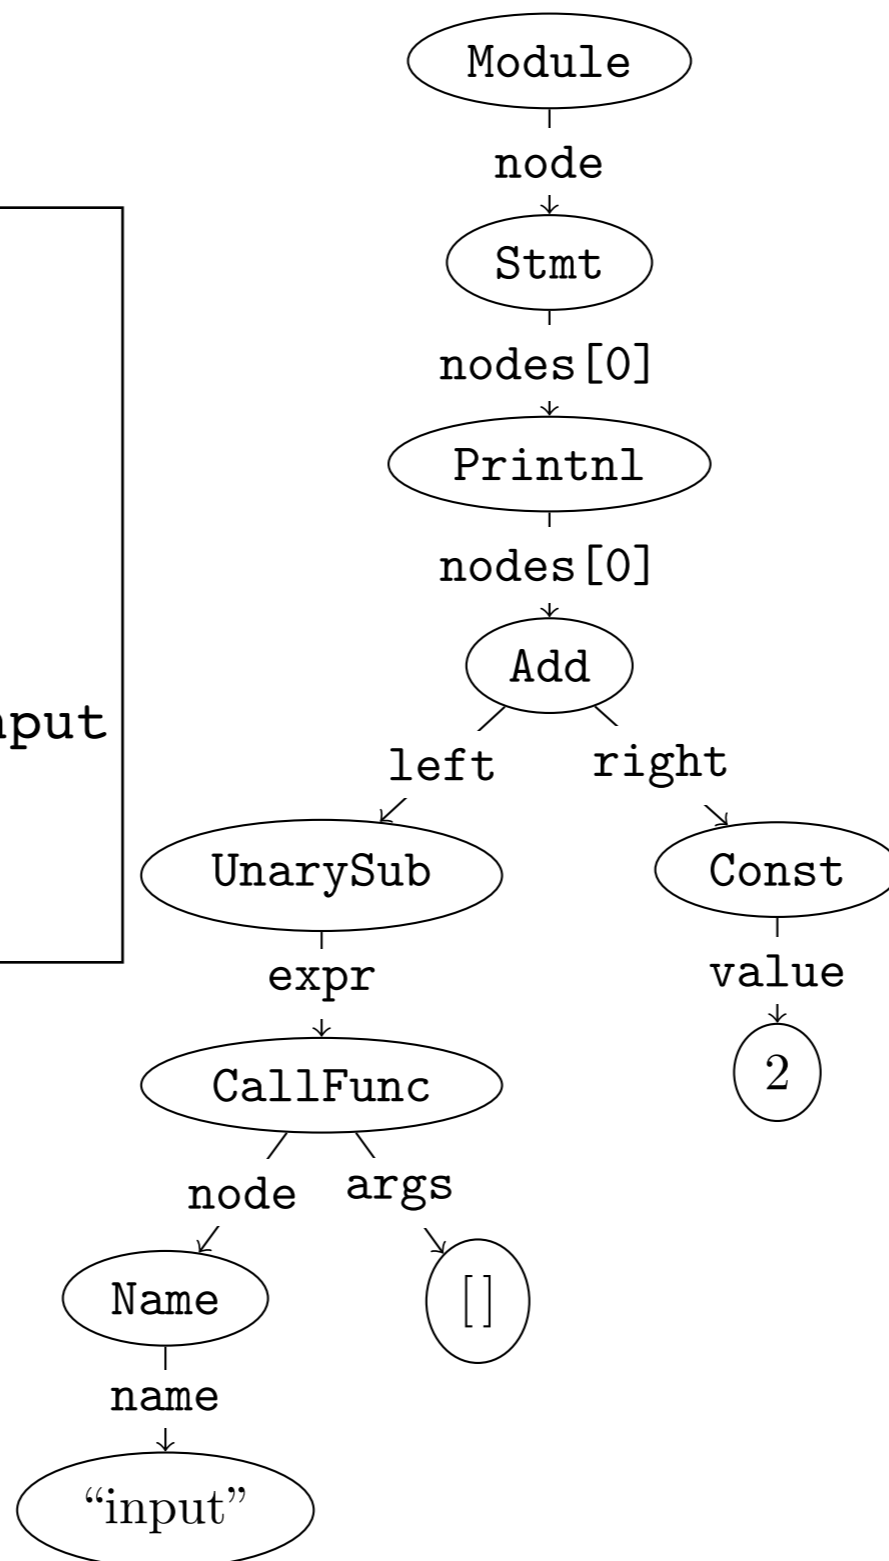 Module
node
Stmt
nodes[0]
Printnl
nodes[0]
Add
left right
UnarySub Const
expr value
CallFunc 2
node args
Name []
name
“input”